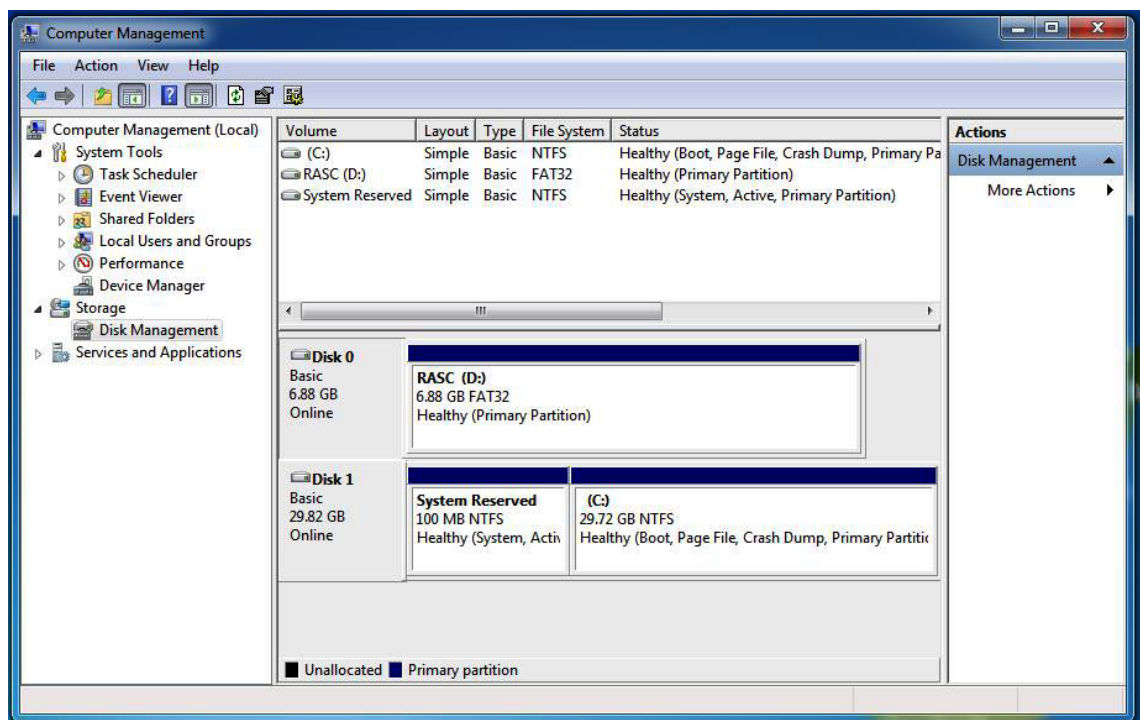 Computer Management
File Action View Help
Computer Management (Local)
System Tools
Task Scheduler
Event Viewer
Shared Folders
Local Users and Groups
Performance
Device Manager
Storage
Disk Management
Services and Applications
Volume Layout Type File System Status
(C:) Simple Basic NTFS Healthy (Boot, Page File, Crash Dump, Primary Pa
RASC (D:) Simple Basic FAT32 Healthy (Primary Partition)
System Reserved Simple Basic NTFS Healthy (System, Active, Primary Partition)
Disk 0
Basic
6.88 GB
Online
RASC (D:)
6.88 GB FAT32
Healthy (Primary Partition)
Disk 1
Basic
29.82 GB
Online
System Reserved
100 MB NTFS
Healthy (System, Activ
(C:)
29.72 GB NTFS
Healthy (Boot, Page File, Crash Dump, Primary Partitic
Unallocated Primary partition
Actions
Disk Management
More Actions